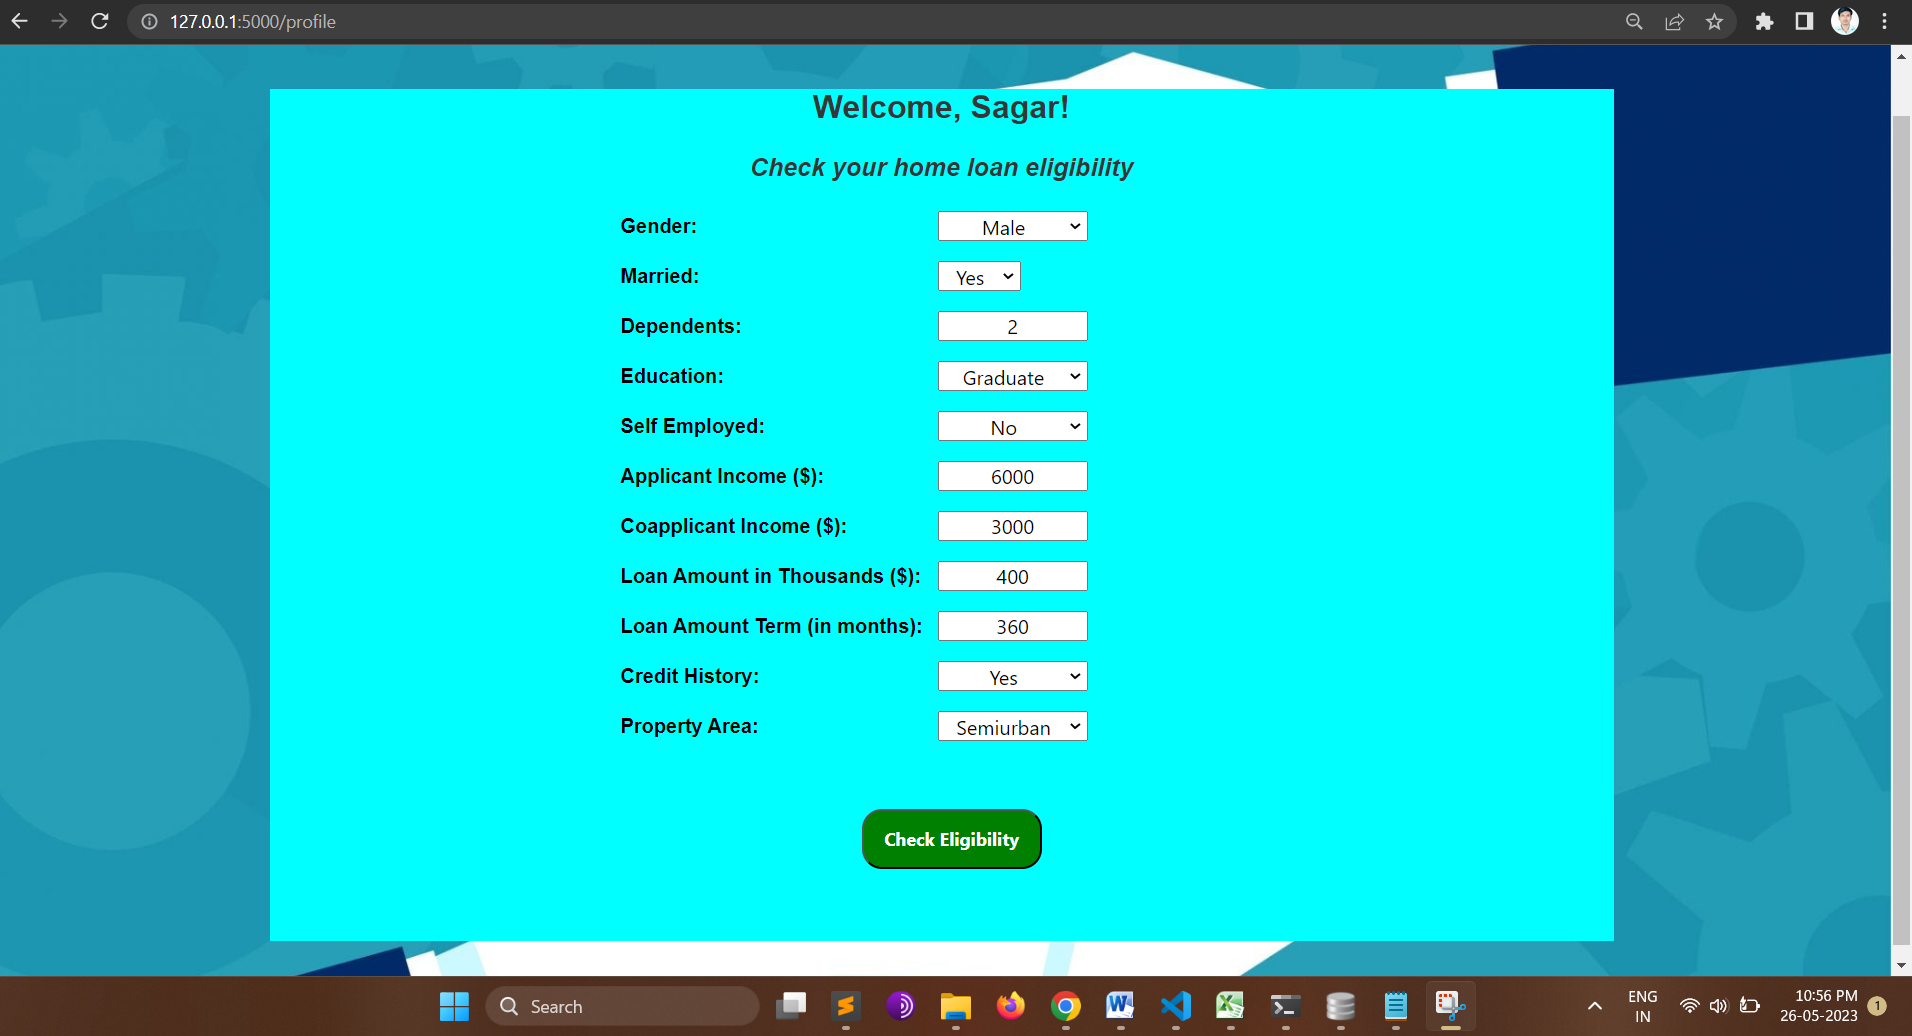 127.0.0.1:5000/profile
Welcome, Sagar!
Check your home loan eligibility
Gender: Male
Married: Yes
Dependents: 2
Education: Graduate
Self Employed: No
Applicant Income ($): 6000
Coapplicant Income ($): 3000
Loan Amount in Thousands ($): 400
Loan Amount Term (in months): 360
Credit History: Yes
Property Area: Semiurban
Check Eligibility
Search
ENG
IN
10:56 PM
26-05-2023
1